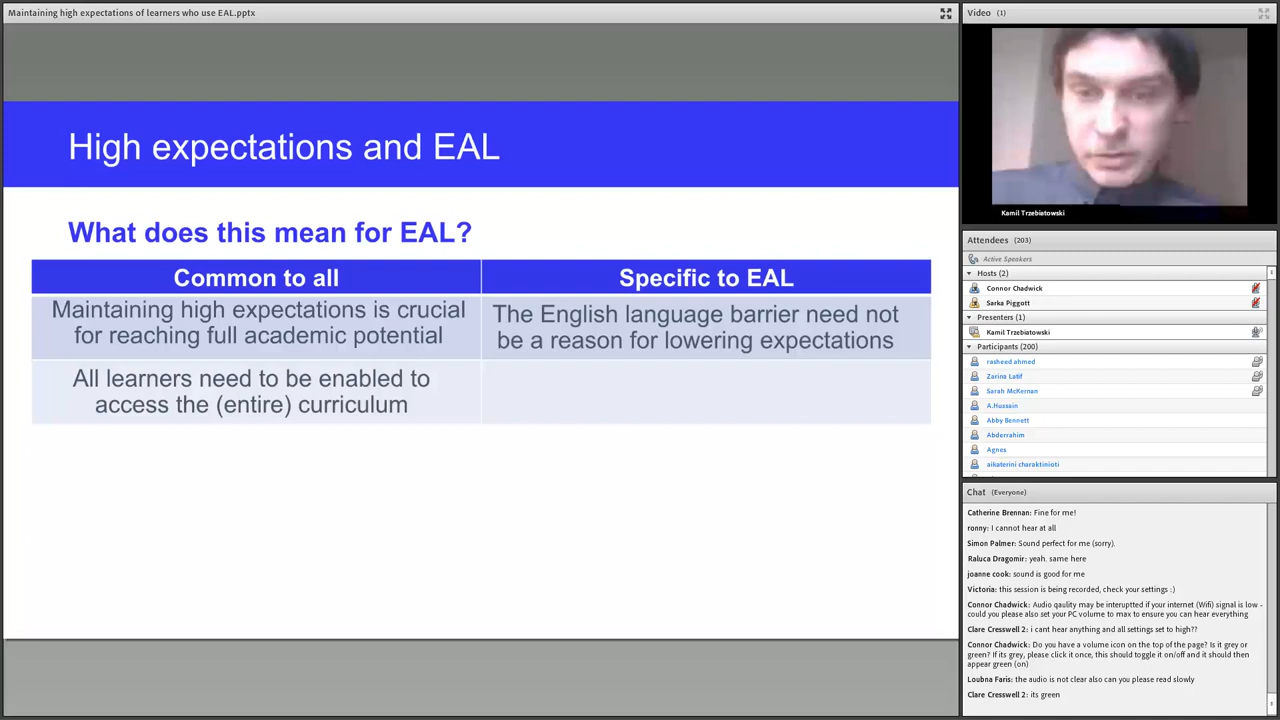 Maintaining high expectations of learners who use EAL.pptx
High expectations and EAL
What does this mean for EAL?
Common to all
Specific to EAL
Maintaining high expectations is crucial
for reaching full academic potential
The English language barrier need not
be a reason for lowering expectations
All learners need to be enabled to
access the (entire) curriculum
Video (1)
Kamil Trzebiatowski
Attendees (203)
Active Speakers
Hosts (2)
Connor Chadwick
Sarka Piggott
Presenters (1)
Kamil Trzebiatowski
Participants (200)
rasheed ahmed
Zarina Latif
Sarah McKernan
A.Hussain
Abby Bennett
Abderrahim
Agnes
aikaterini charaktinioti
Chat (Everyone)
Catherine Brennan: Fine for me!
ronny: I cannot hear at all
Simon Palmer: Sound perfect for me (sorry).
Raluca Dragomir: yeah. same here
joanne cook: sound is good for me
Victoria: this session is being recorded, check your settings :)
Connor Chadwick: Audio qaulity may be interuptted if your internet (Wifi) signal is low -
could you please also set your PC volume to max to ensure you can hear everything
Clare Cresswell 2: i cant hear anything and all settings set to high??
Connor Chadwick: Do you have a volume icon on the top of the page? Is it grey or
green? If its grey, please click it once, this should toggle it on/off and it should then
appear green (on)
Loubna Faris: the audio is not clear also can you please read slowly
Clare Cresswell 2: its green